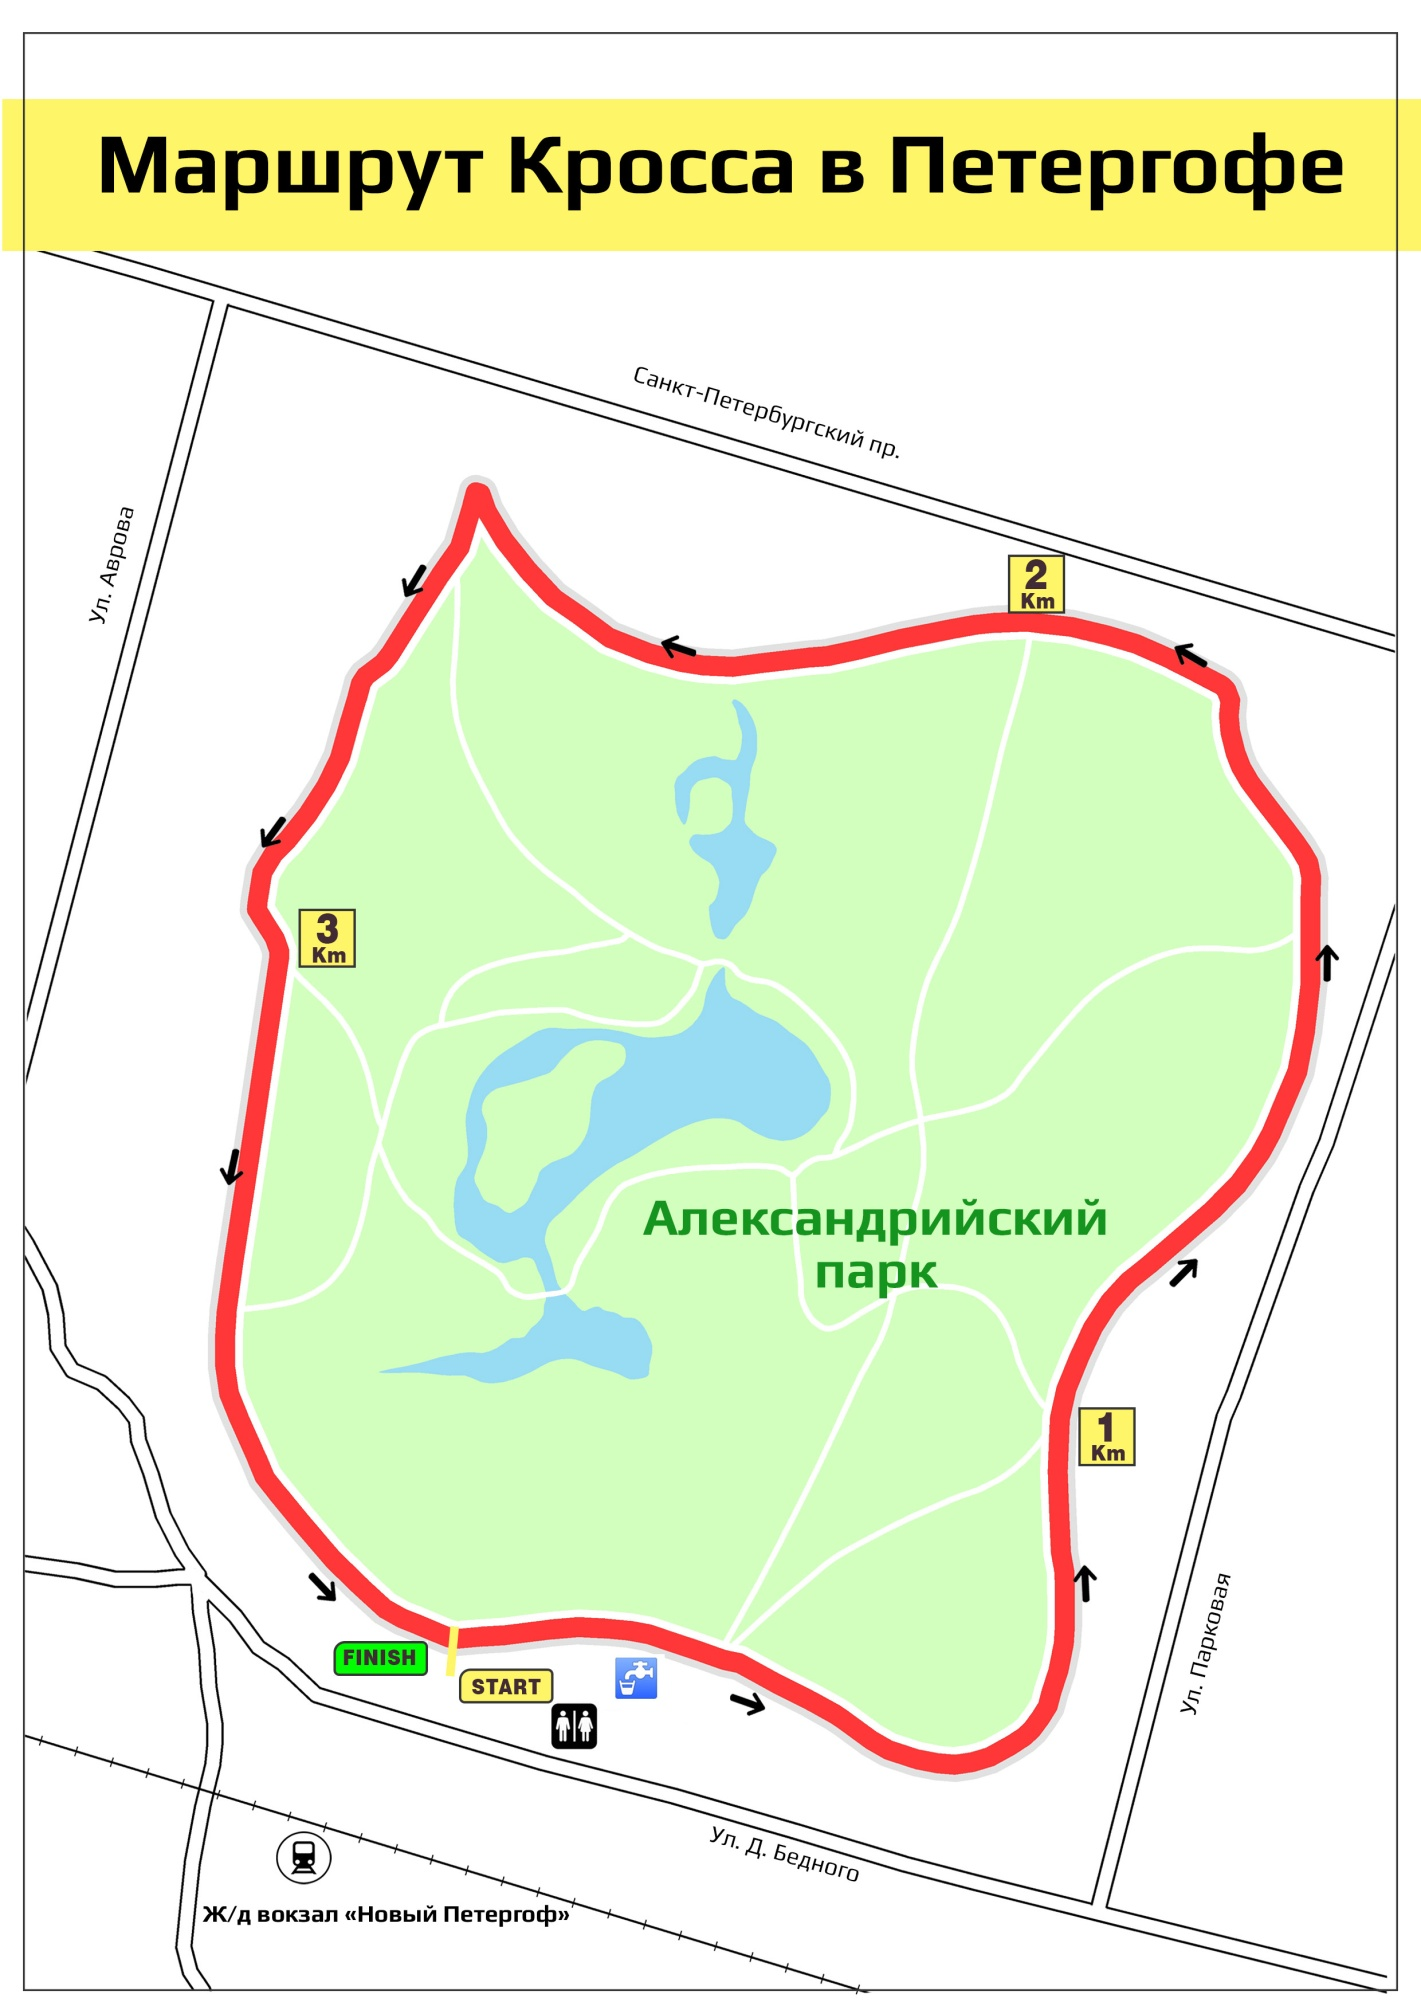 Маршрут Кросса в Петергофе
Санкт-Петербургский пр.
Ул. Аврова
2
Km
3
Km
Александрийский
парк
1
Km
Ул. Парковая
FINISH
START
Ул. Д. Бедного
Ж/д вокзал «Новый Петергоф»